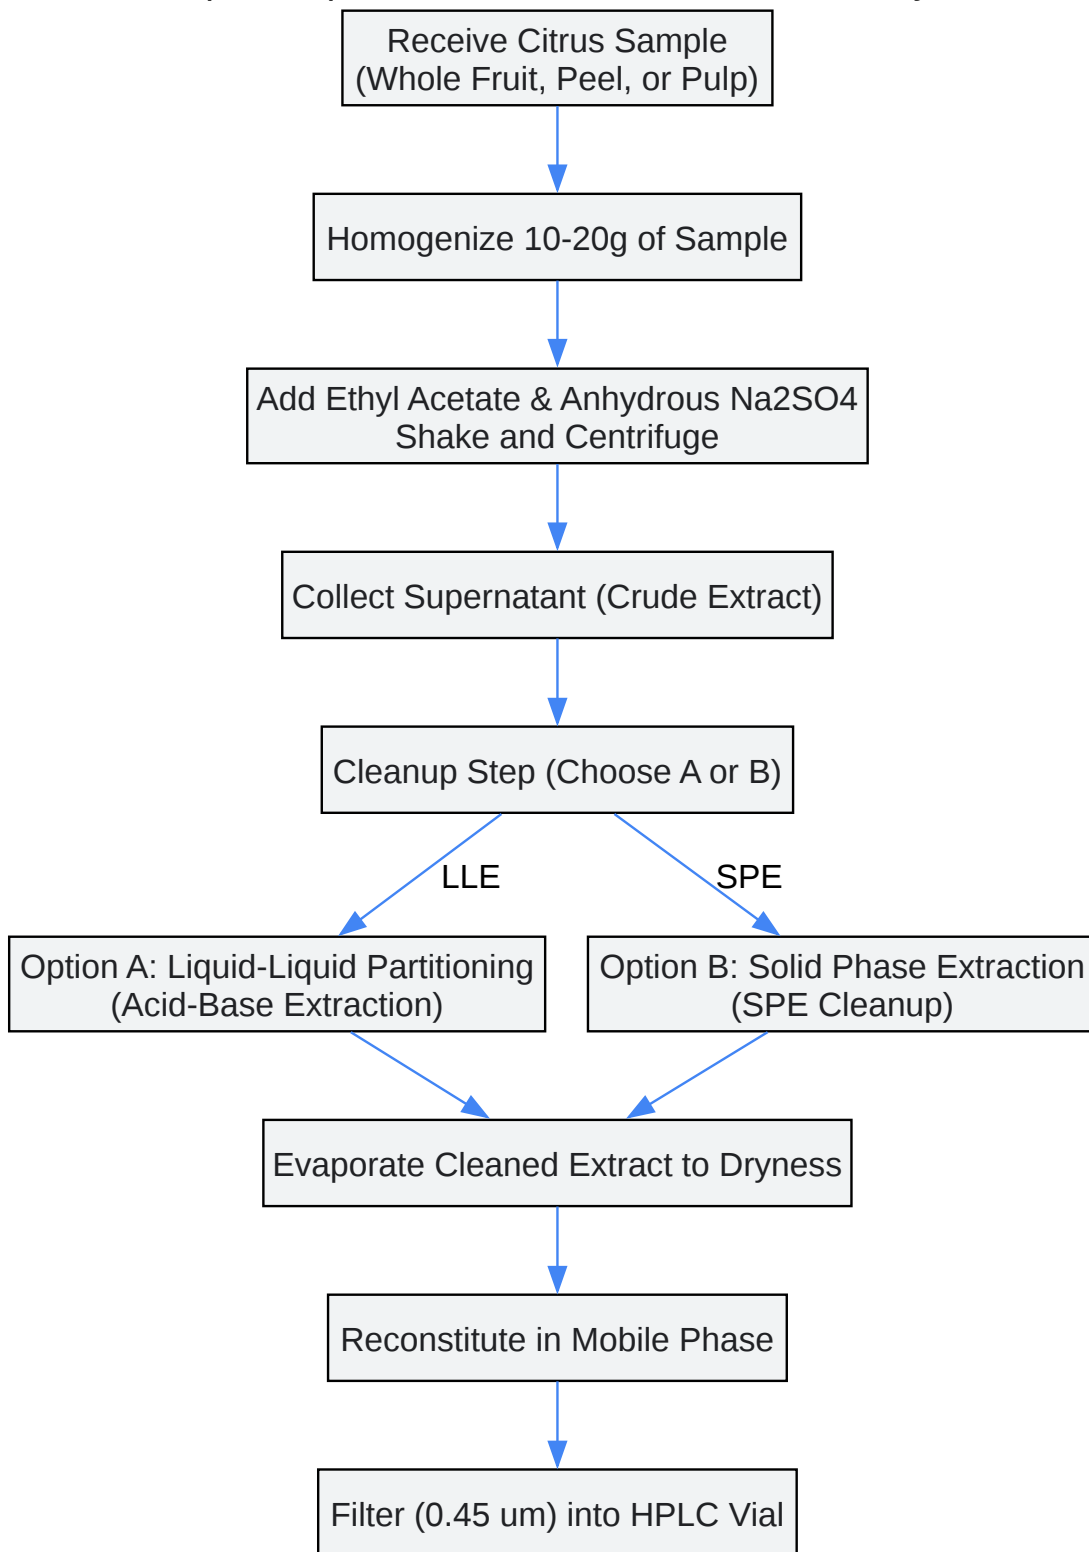 Receive Citrus Sample
(Whole Fruit, Peel, or Pulp)
Homogenize 10-20g of Sample
Add Ethyl Acetate & Anhydrous Na2SO4
Shake and Centrifuge
Collect Supernatant (Crude Extract)
Cleanup Step (Choose A or B)
LLE
SPE
Option A: Liquid-Liquid Partitioning
(Acid-Base Extraction)
Option B: Solid Phase Extraction
(SPE Cleanup)
Evaporate Cleaned Extract to Dryness
Reconstitute in Mobile Phase
Filter (0.45 um) into HPLC Vial